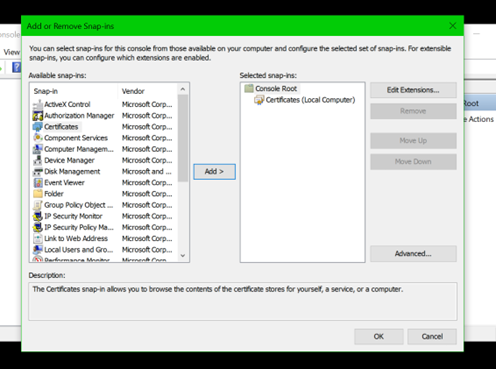 Add or Remove Snap-ins
View
You can select snap-ins for this console from those available on your computer and configure the selected set of snap-ins. For extensible
snap-ins, you can configure which extensions are enabled.
Available snap-ins:
Snap-in Vendor
ActiveX Control Microsoft Corp...
Authorization Manager Microsoft Corp...
Certificates Microsoft Corp...
Component Services Microsoft Corp...
Computer Managem... Microsoft Corp...
Device Manager Microsoft Corp...
Disk Management Microsoft and ...
Event Viewer Microsoft Corp...
Folder Microsoft Corp...
Group Policy Object ... Microsoft Corp...
IP Security Monitor Microsoft Corp...
IP Security Policy Ma... Microsoft Corp...
Link to Web Address Microsoft Corp...
Local Users and Gro... Microsoft Corp...
Performance Monitor Microsoft Corp...
Add >
Selected snap-ins:
Console Root
Certificates (Local Computer)
Edit Extensions...
Remove
Move Up
Move Down
Advanced...
Root
e Actions
Description:
The Certificates snap-in allows you to browse the contents of the certificate stores for yourself, a service, or a computer.
OK
Cancel